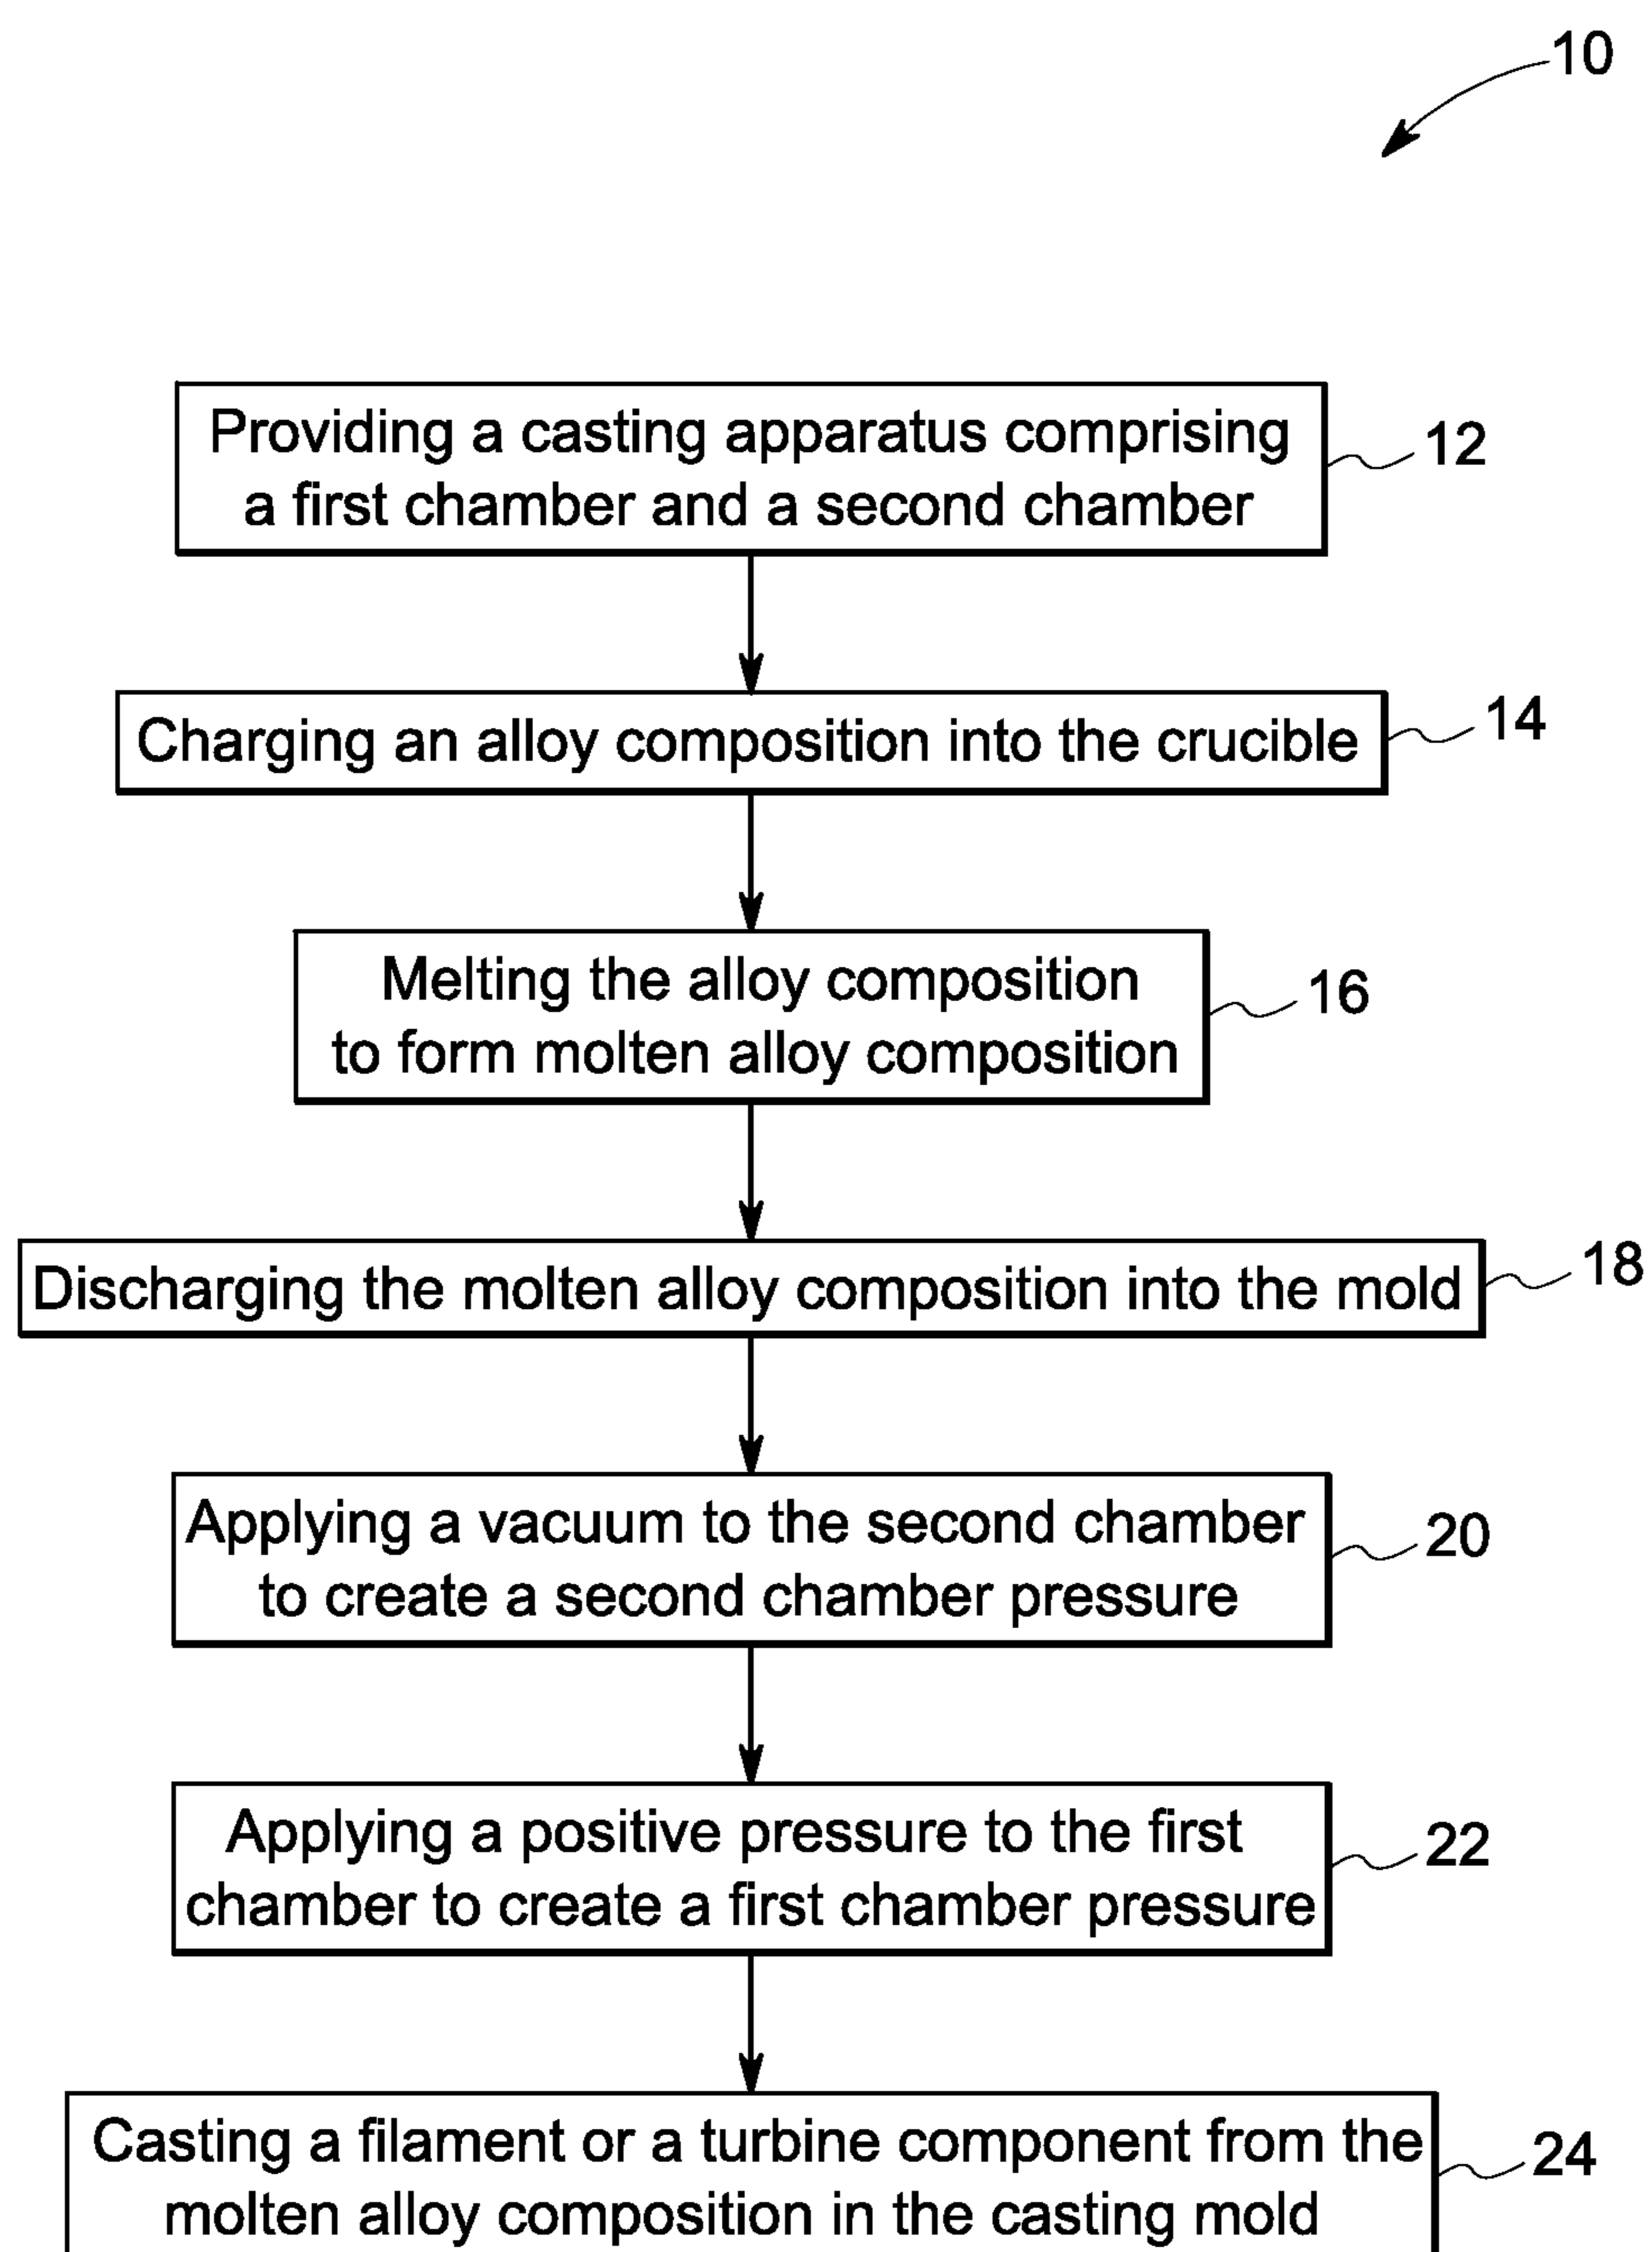 10
Providing a casting apparatus comprising
a first chamber and a second chamber
12
Charging an alloy composition into the crucible
14
Melting the alloy composition
to form molten alloy composition
16
Discharging the molten alloy composition into the mold
18
Applying a vacuum to the second chamber
to create a second chamber pressure
20
Applying a positive pressure to the first
chamber to create a first chamber pressure
22
Casting a filament or a turbine component from the
molten alloy composition in the casting mold
24